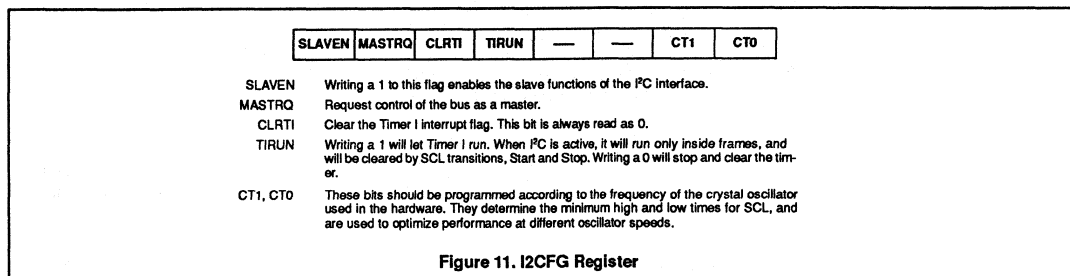 SLAVEN MASTRQ CLRTI TIRUN — — CT1 CT0
SLAVEN Writing a 1 to this flag enables the slave functions of the I²C interface.
MASTRQ Request control of the bus as a master.
CLRTI Clear the Timer I interrupt flag. This bit is always read as 0.
TIRUN Writing a 1 will let Timer I run. When I²C is active, it will run only inside frames, and
will be cleared by SCL transitions, Start and Stop. Writing a 0 will stop and clear the tim-
er.
CT1, CT0 These bits should be programmed according to the frequency of the crystal oscillator
used in the hardware. They determine the minimum high and low times for SCL, and
are used to optimize performance at different oscillator speeds.
Figure 11. I2CFG Register